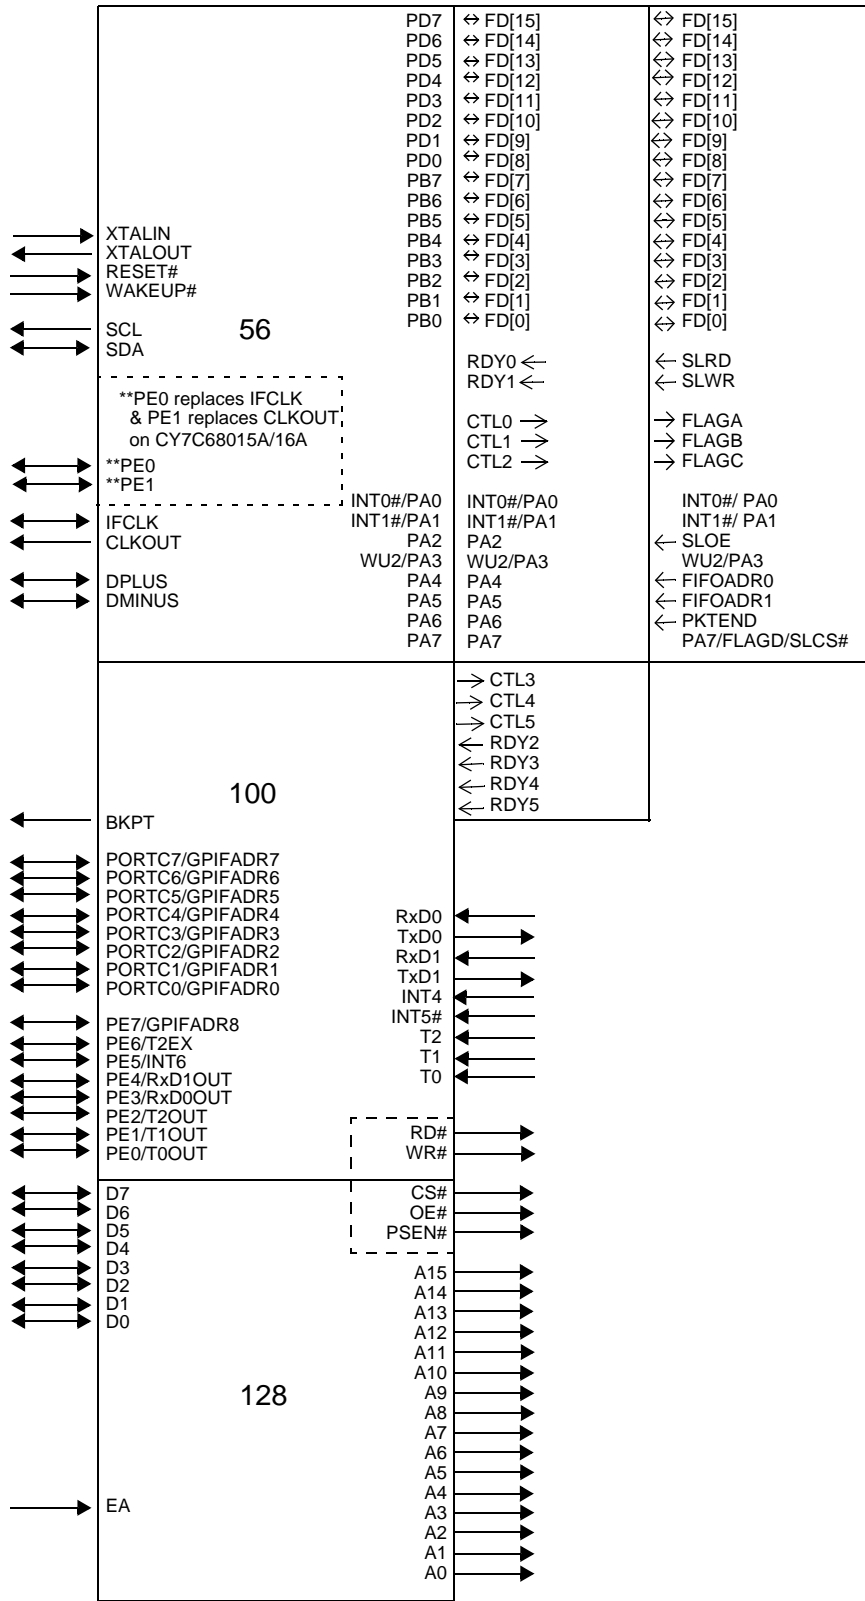 PD7 FD[15] FD[15]
PD6 FD[14] FD[14]
PD5 FD[13] FD[13]
PD4 FD[12] FD[12]
PD3 FD[11] FD[11]
PD2 FD[10] FD[10]
PD1 FD[9] FD[9]
PD0 FD[8] FD[8]
PB7 FD[7] FD[7]
PB6 FD[6] FD[6]
PB5 FD[5] FD[5]
PB4 FD[4] FD[4]
PB3 FD[3] FD[3]
PB2 FD[2] FD[2]
PB1 FD[1] FD[1]
PB0 FD[0] FD[0]
XTALIN
XTALOUT
RESET#
WAKEUP#
SCL
SDA
56
RDY0 SLRD
RDY1 SLWR
**PE0 replaces IFCLK
& PE1 replaces CLKOUT
on CY7C68015A/16A
CTL0 FLAGA
CTL1 FLAGB
CTL2 FLAGC
**PE0
**PE1
IFCLK
CLKOUT
DPLUS
DMINUS
INT0#/PA0 INT0#/PA0 INT0#/ PA0
INT1#/PA1 INT1#/PA1 INT1#/ PA1
PA2 PA2 SLOE
WU2/PA3 WU2/PA3 WU2/PA3
PA4 PA4 FIFOADR0
PA5 PA5 FIFOADR1
PA6 PA6 PKTEND
PA7 PA7 PA7/FLAGD/SLCS#
CTL3
CTL4
CTL5
RDY2
RDY3
RDY4
RDY5
100
BKPT
PORTC7/GPIFADR7
PORTC6/GPIFADR6
PORTC5/GPIFADR5
PORTC4/GPIFADR4
PORTC3/GPIFADR3
PORTC2/GPIFADR2
PORTC1/GPIFADR1
PORTC0/GPIFADR0
PE7/GPIFADR8
PE6/T2EX
PE5/INT6
PE4/RxD1OUT
PE3/RxD0OUT
PE2/T2OUT
PE1/T1OUT
PE0/T0OUT
RxD0
TxD0
RxD1
TxD1
INT4
INT5#
T2
T1
T0
RD#
WR#
CS#
OE#
PSEN#
D7
D6
D5
D4
D3
D2
D1
D0
128
EA
A15
A14
A13
A12
A11
A10
A9
A8
A7
A6
A5
A4
A3
A2
A1
A0